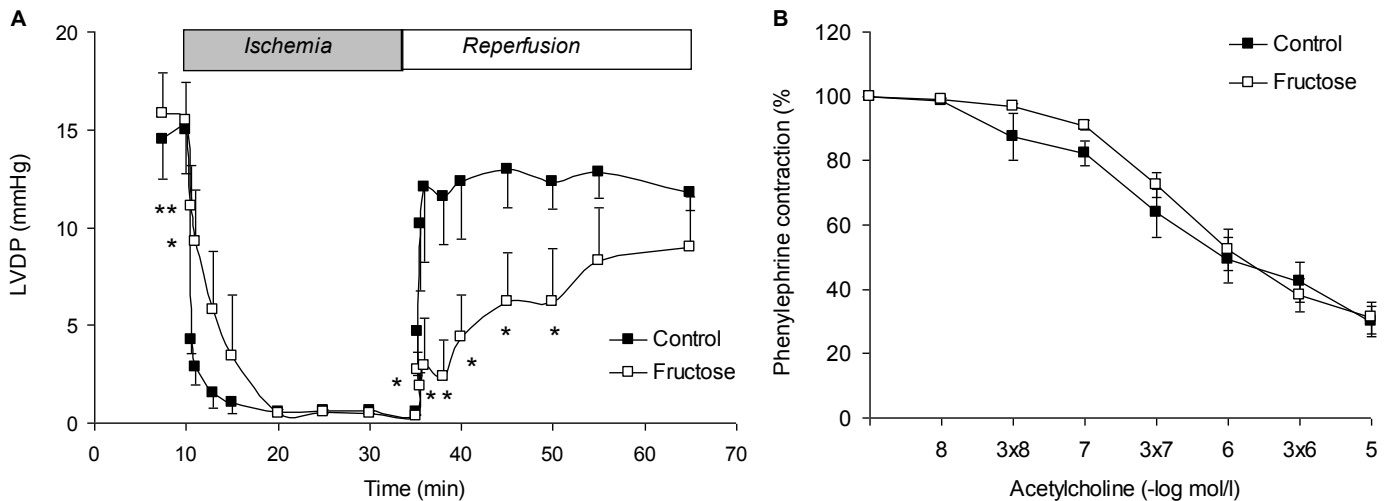 A
LVDP (mmHg)
20
15
10
5
0
Ischemia
Reperfusion
**
*
*
* *
*
*
*
Control
Fructose
0 10 20 30 40 50 60 70
Time (min)
B
Phenylephrine contraction (%
120
100
80
60
40
20
0
Control
Fructose
8 3x8 7 3x7 6 3x6 5
Acetylcholine (-log mol/l)